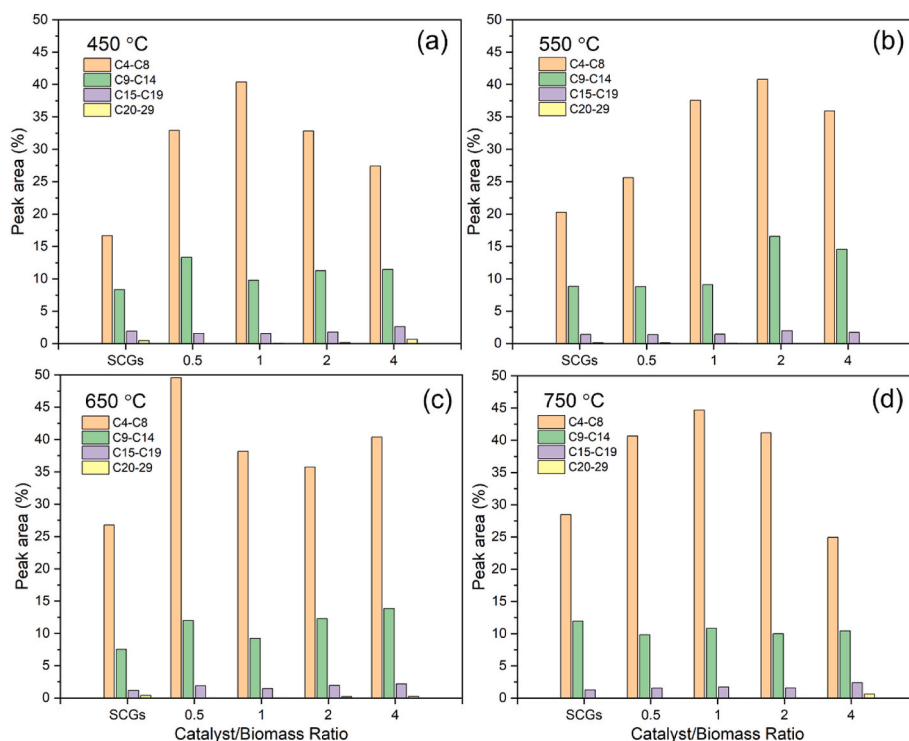 450 °C
(a)
C4-C8
C9-C14
C15-C19
C20-29
Peak area (%)
50
45
40
35
30
25
20
15
10
5
0
SCGs 0.5 1 2 4
550 °C
(b)
C4-C8
C9-C14
C15-C19
C20-29
Peak area (%)
50
45
40
35
30
25
20
15
10
5
0
SCGs 0.5 1 2 4
650 °C
(c)
C4-C8
C9-C14
C15-C19
C20-29
Peak area (%)
50
45
40
35
30
25
20
15
10
5
0
SCGs 0.5 1 2 4
Catalyst/Biomass Ratio
750 °C
(d)
C4-C8
C9-C14
C15-C19
C20-29
Peak area (%)
50
45
40
35
30
25
20
15
10
5
0
SCGs 0.5 1 2 4
Catalyst/Biomass Ratio